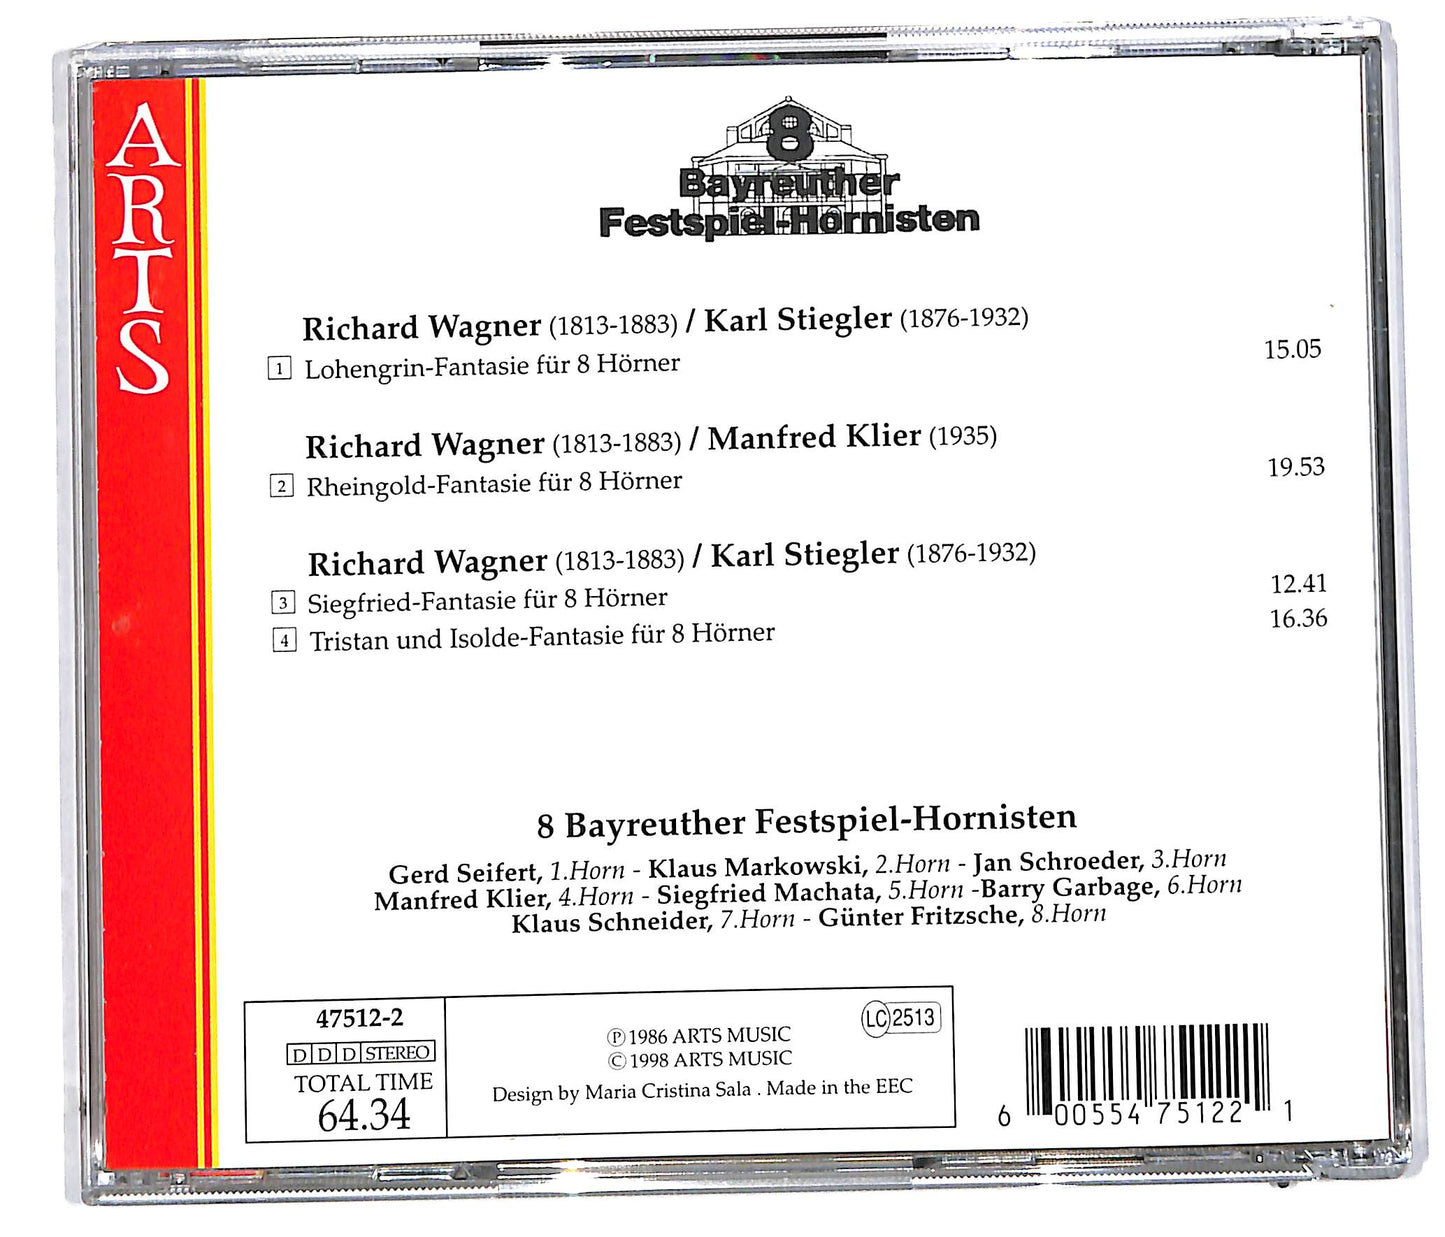 ARTS
8
Bayreuther
Festspiel-Hornisten
Richard Wagner (1813-1883) / Karl Stiegler (1876-1932)
1 Lohengrin-Fantasie für 8 Hörner 15.05
Richard Wagner (1813-1883) / Manfred Klier (1935)
2 Rheingold-Fantasie für 8 Hörner 19.53
Richard Wagner (1813-1883) / Karl Stiegler (1876-1932)
3 Siegfried-Fantasie für 8 Hörner 12.41
4 Tristan und Isolde-Fantasie für 8 Hörner 16.36
8 Bayreuther Festspiel-Hornisten
Gerd Seifert, 1.Horn - Klaus Markowski, 2.Horn - Jan Schroeder, 3.Horn
Manfred Klier, 4.Horn - Siegfried Machata, 5.Horn -Barry Garbage, 6.Horn
Klaus Schneider, 7.Horn - Günter Fritzsche, 8.Horn
47512-2
D D D STEREO
TOTAL TIME
64.34
LC 2513
℗ 1986 ARTS MUSIC
© 1998 ARTS MUSIC
Design by Maria Cristina Sala . Made in the EEC
6 00554 75122 1